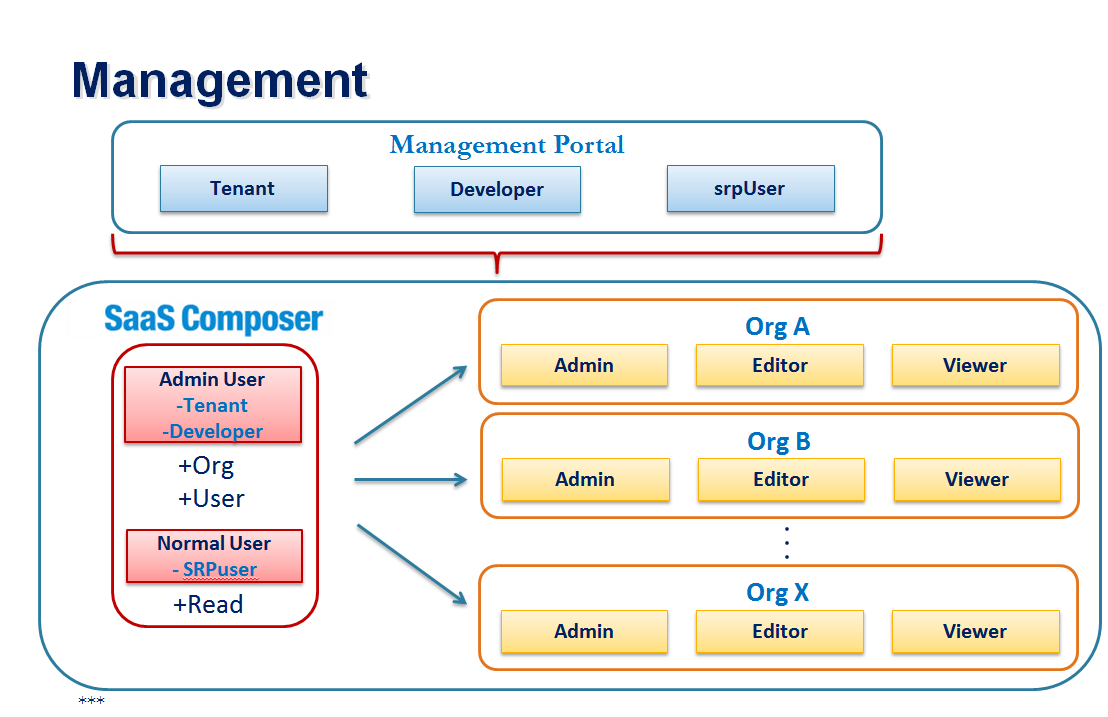 Management
Management Portal
Tenant
Developer
srpUser
SaaS Composer
Admin User
-Tenant
-Developer
+Org
+User
Normal User
- SRPuser
+Read
Org A
Admin
Editor
Viewer
Org B
Admin
Editor
Viewer
Org X
Admin
Editor
Viewer
***